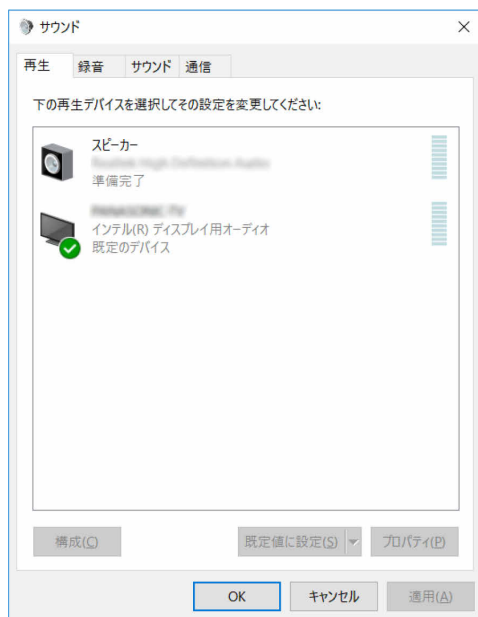 サウンド
再生 録音 サウンド 通信
下の再生デバイスを選択してその設定を変更してください:
スピーカー
準備完了
インテル(R) ディスプレイ用オーディオ
既定のデバイス
構成(C) 既定値に設定(S) プロパティ(P)
OK キャンセル 適用(A)